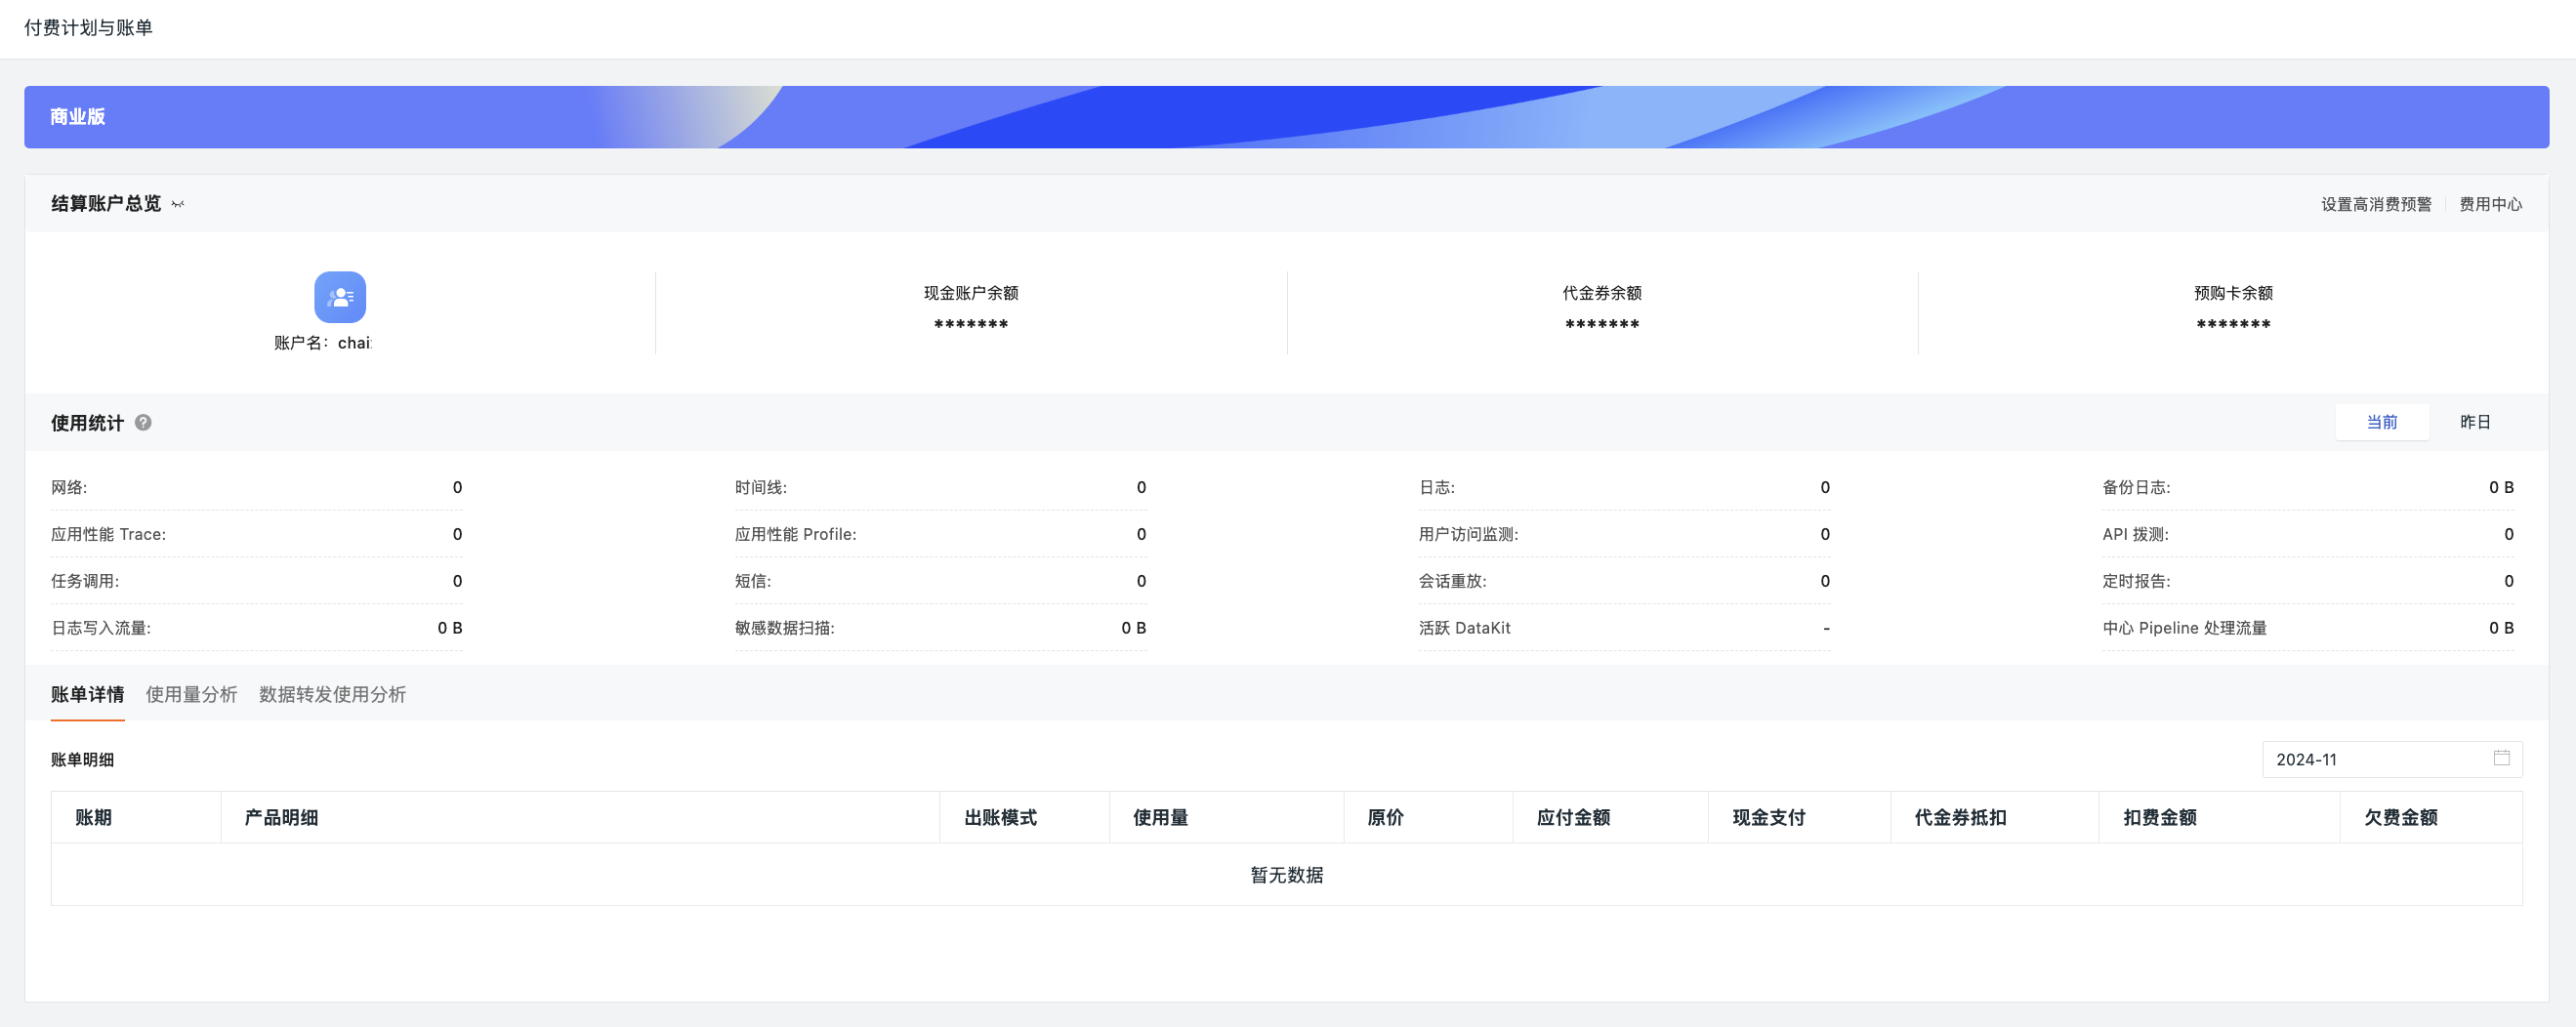 付费计划与账单
商业版
结算账户总览
设置高消费预警 费用中心
账户名：chai
现金账户余额
*******
代金券余额
*******
预购卡余额
*******
使用统计
当前 昨日
网络: 0
时间线: 0
日志: 0
备份日志: 0 B
应用性能 Trace: 0
应用性能 Profile: 0
用户访问监测: 0
API 拨测: 0
任务调用: 0
短信: 0
会话重放: 0
定时报告: 0
日志写入流量: 0 B
敏感数据扫描: 0 B
活跃 DataKit -
中心 Pipeline 处理流量 0 B
账单详情 使用量分析 数据转发使用分析
账单明细
2024-11
账期 产品明细 出账模式 使用量 原价 应付金额 现金支付 代金券抵扣 扣费金额 欠费金额
暂无数据